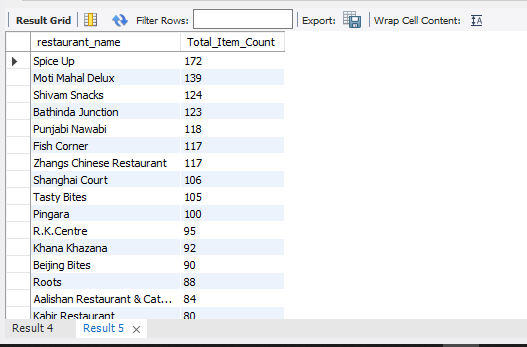 Result Grid Filter Rows: Export: Wrap Cell Content:
restaurant_name Total_Item_Count
Spice Up 172
Moti Mahal Delux 139
Shivam Snacks 124
Bathinda Junction 123
Punjabi Nawabi 118
Fish Corner 117
Zhangs Chinese Restaurant 117
Shanghai Court 106
Tasty Bites 105
Pingara 100
R.K.Centre 95
Khana Khazana 92
Beijing Bites 90
Roots 88
Aalishan Restaurant & Cat... 84
Kabir Restaurant 80
Result 4 Result 5